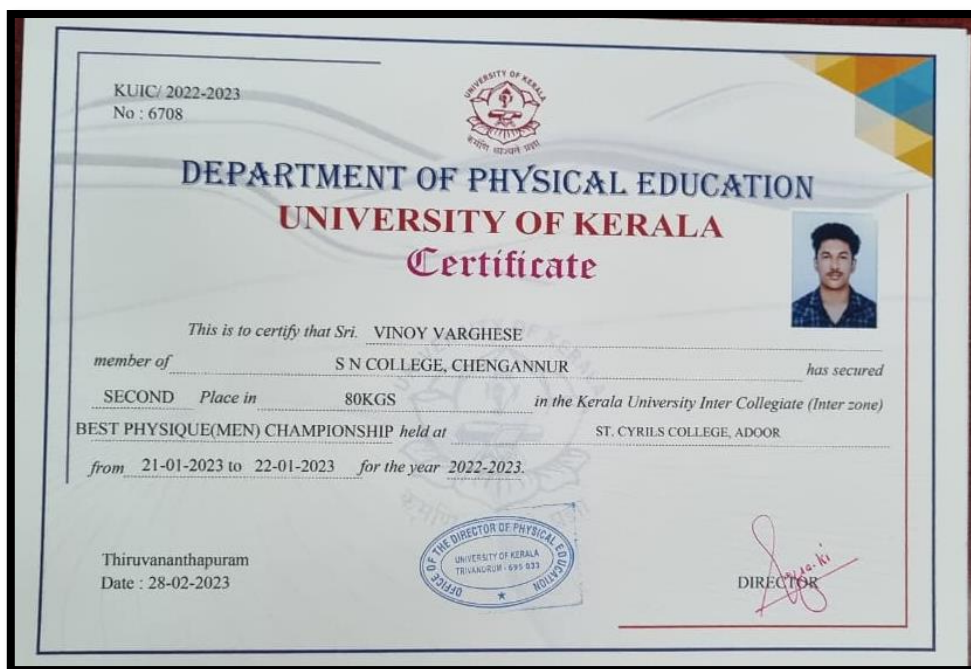 KUIC/ 2022-2023
No : 6708
UNIVERSITY OF KERALA
DEPARTMENT OF PHYSICAL EDUCATION
UNIVERSITY OF KERALA
Certificate
This is to certify that Sri. VINOY VARGHESE
member of S N COLLEGE, CHENGANNUR has secured
SECOND Place in 80KGS in the Kerala University Inter Collegiate (Inter zone)
BEST PHYSIQUE(MEN) CHAMPIONSHIP held at ST. CYRILS COLLEGE, ADOOR
from 21-01-2023 to 22-01-2023 for the year 2022-2023.
OFFICE OF THE DIRECTOR OF PHYSICAL EDUCATION
UNIVERSITY OF KERALA
TRIVANDRUM - 695 033
Thiruvananthapuram
Date : 28-02-2023
DIRECTOR